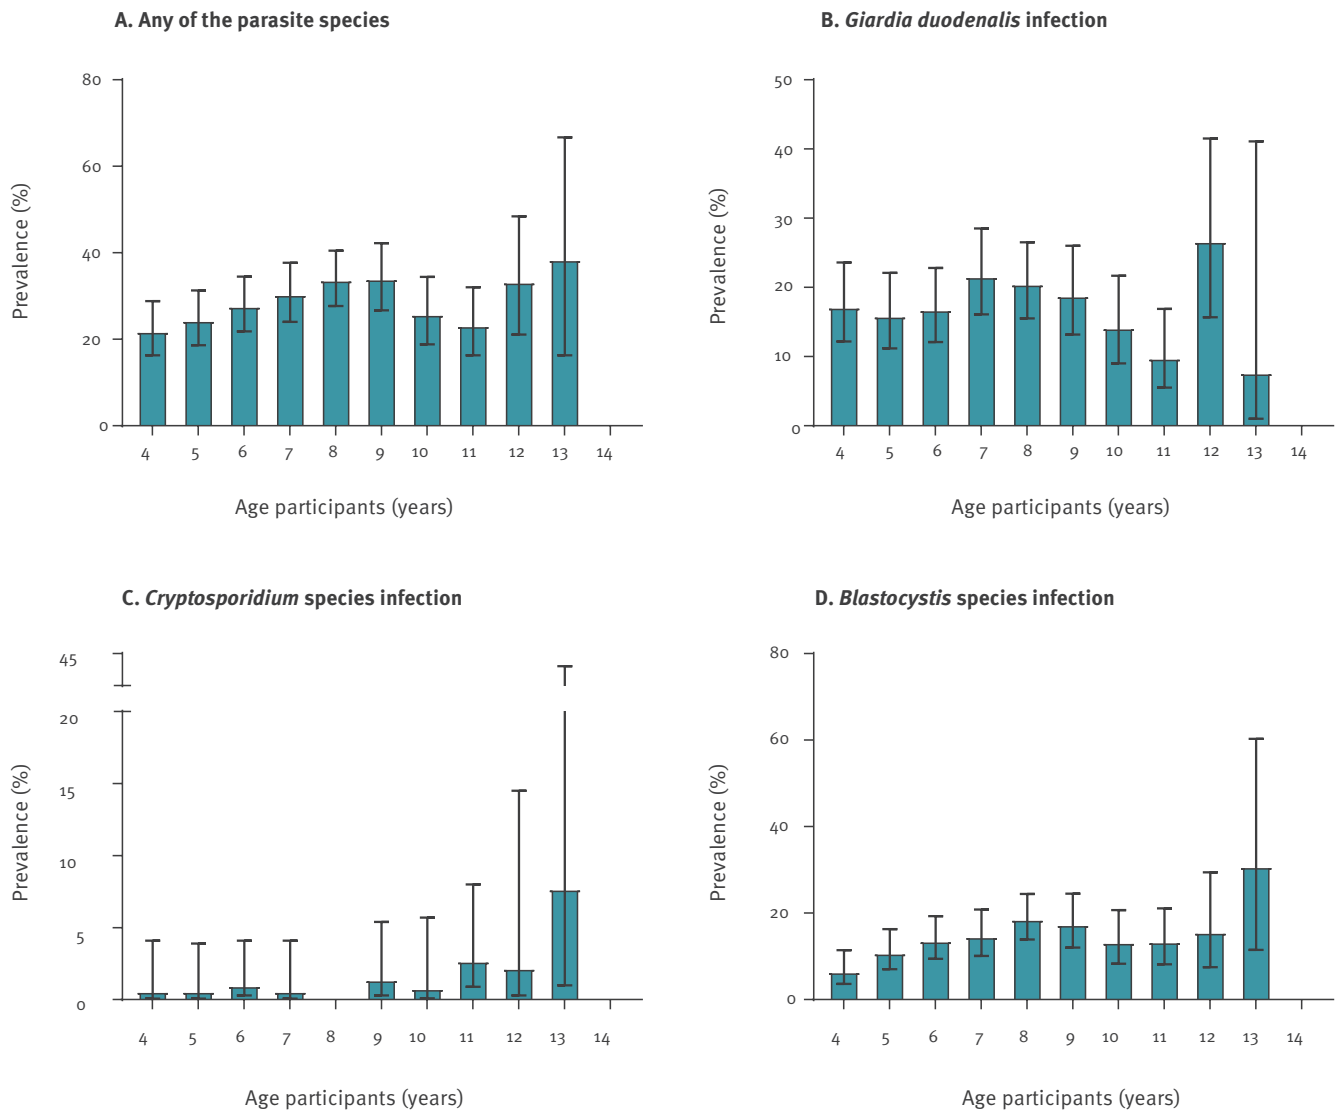 A. Any of the parasite species
80
60
40
20
0
Prevalence (%)
4 5 6 7 8 9 10 11 12 13 14
Age participants (years)
B. Giardia duodenalis infection
50
40
30
20
10
0
Prevalence (%)
4 5 6 7 8 9 10 11 12 13 14
Age participants (years)
C. Cryptosporidium species infection
45
20
15
10
5
0
Prevalence (%)
4 5 6 7 8 9 10 11 12 13 14
Age participants (years)
D. Blastocystis species infection
80
60
40
20
0
Prevalence (%)
4 5 6 7 8 9 10 11 12 13 14
Age participants (years)